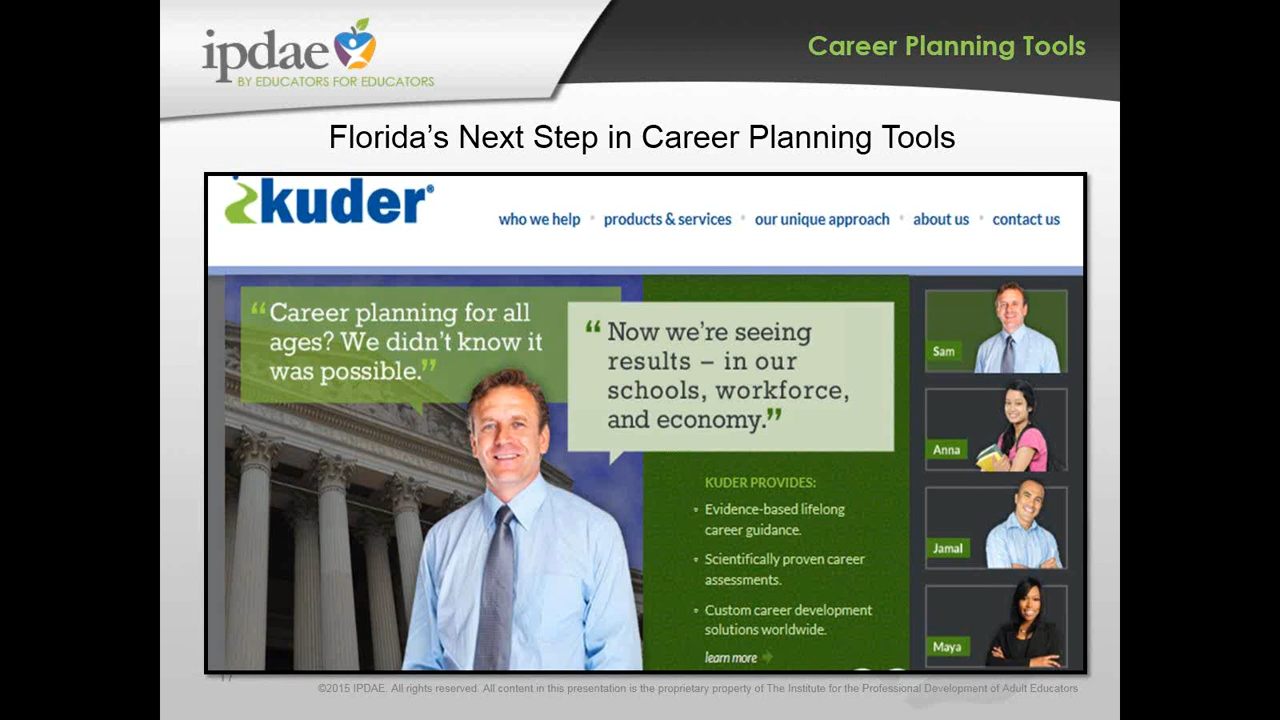 ipdae
BY EDUCATORS FOR EDUCATORS
Career Planning Tools
Florida's Next Step in Career Planning Tools
kuder®
who we help • products & services • our unique approach • about us • contact us
“Career planning for all
ages? We didn't know it
was possible.”
“Now we're seeing
results – in our
schools, workforce,
and economy.”
KUDER PROVIDES:
• Evidence-based lifelong
career guidance.
• Scientifically proven career
assessments.
• Custom career development
solutions worldwide.
learn more
Sam
Anna
Jamal
Maya
17
©2015 IPDAE. All rights reserved. All content in this presentation is the proprietary property of The Institute for the Professional Development of Adult Educators